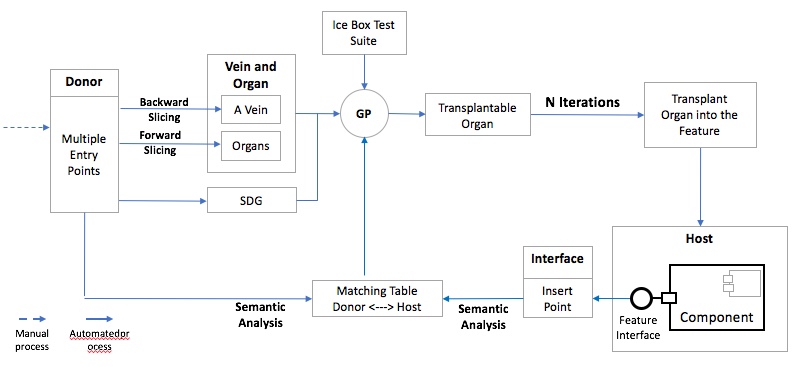 Ice Box Test
Suite
Donor
Multiple
Entry
Points
Backward
Slicing
Forward
Slicing
Vein and
Organ
A Vein
Organs
SDG
GP
Transplantable
Organ
N Iterations
Transplant
Organ into the
Feature
Host
Component
Feature
Interface
Interface
Insert
Point
Semantic
Analysis
Matching Table
Donor <---> Host
Semantic
Analysis
Manual
process
Automatedpr
ocess